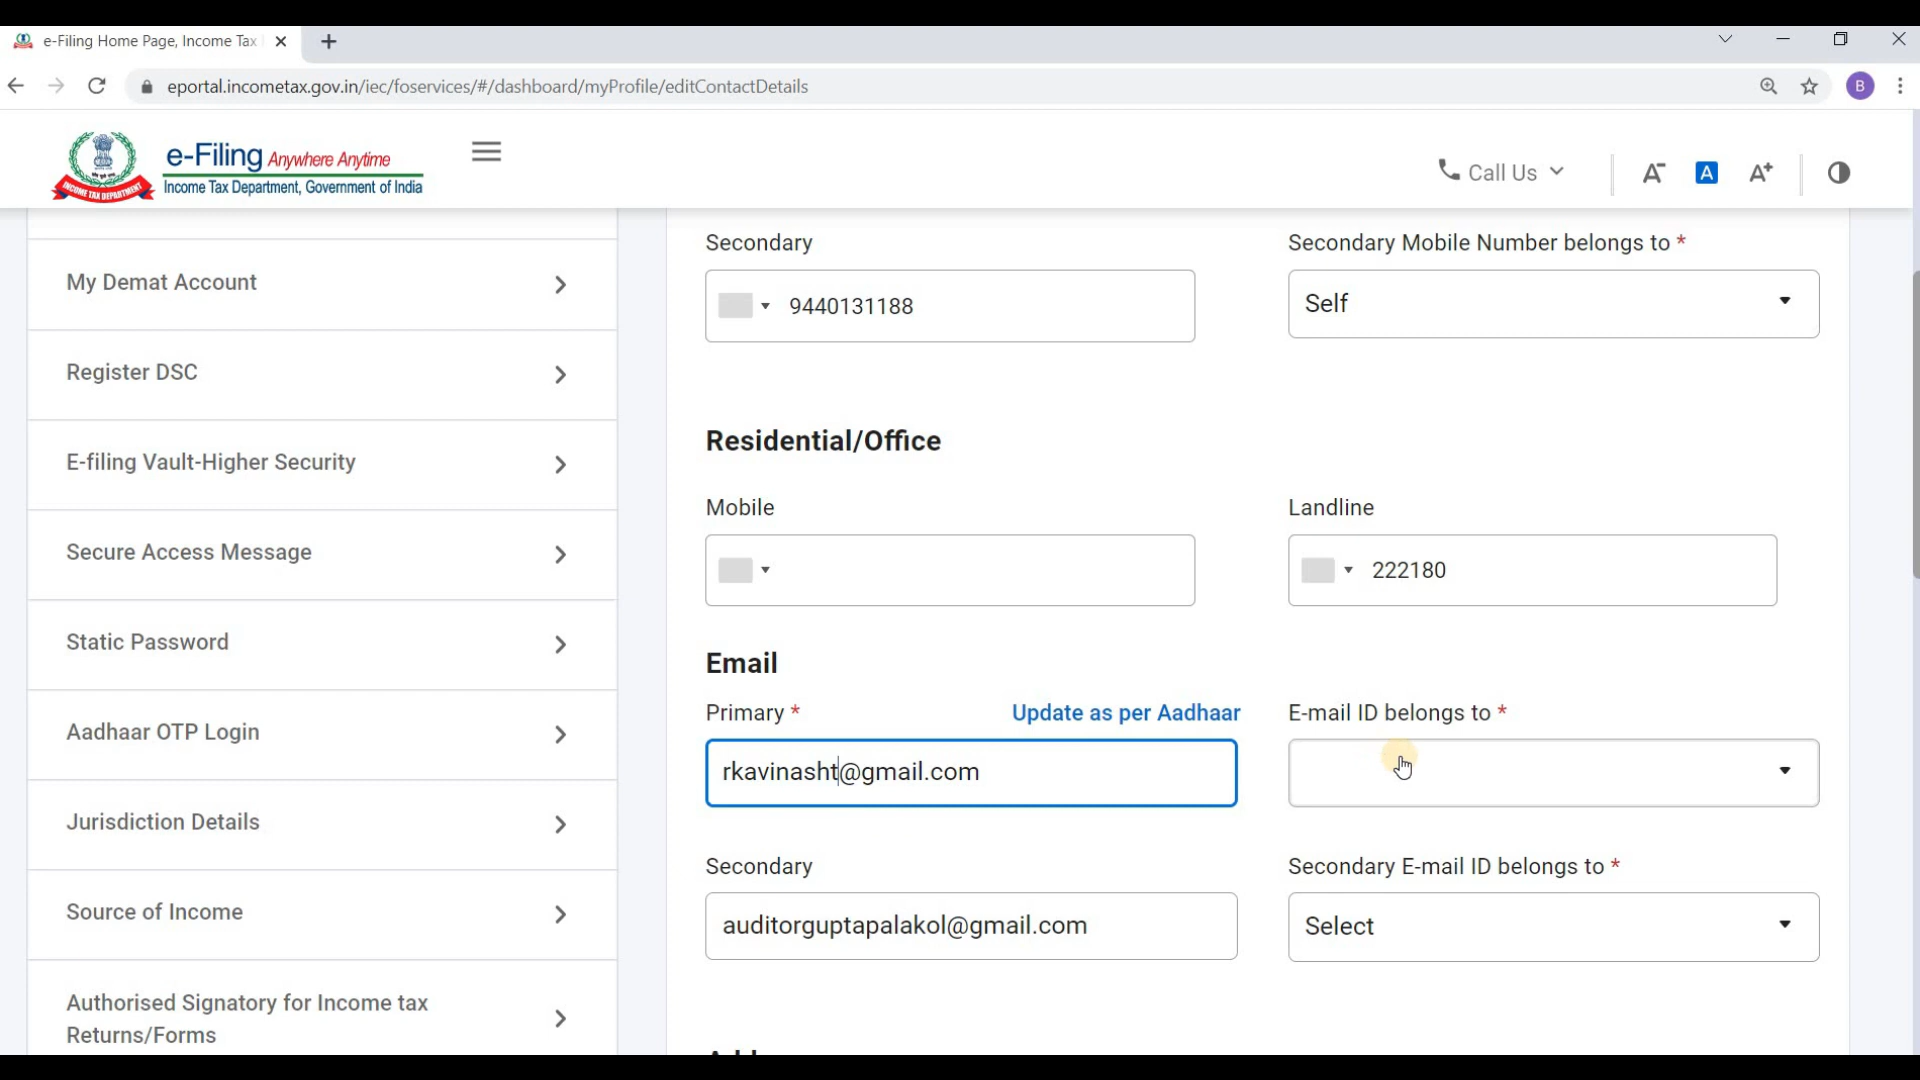 e-Filing Home Page, Income Tax
eportal.incometax.gov.in/iec/foservices/#/dashboard/myProfile/editContactDetails
B
e-Filing Anywhere Anytime
Income Tax Department, Government of India
INCOME TAX DEPARTMENT
Call Us
A-
A
A+
My Demat Account
Register DSC
E-filing Vault-Higher Security
Secure Access Message
Static Password
Aadhaar OTP Login
Jurisdiction Details
Source of Income
Authorised Signatory for Income tax
Returns/Forms
Secondary
Secondary Mobile Number belongs to *
9440131188
Self
Residential/Office
Mobile
Landline
222180
Email
Primary *
Update as per Aadhaar
E-mail ID belongs to *
rkavinasht@gmail.com
Secondary
Secondary E-mail ID belongs to *
auditorguptapalakol@gmail.com
Select